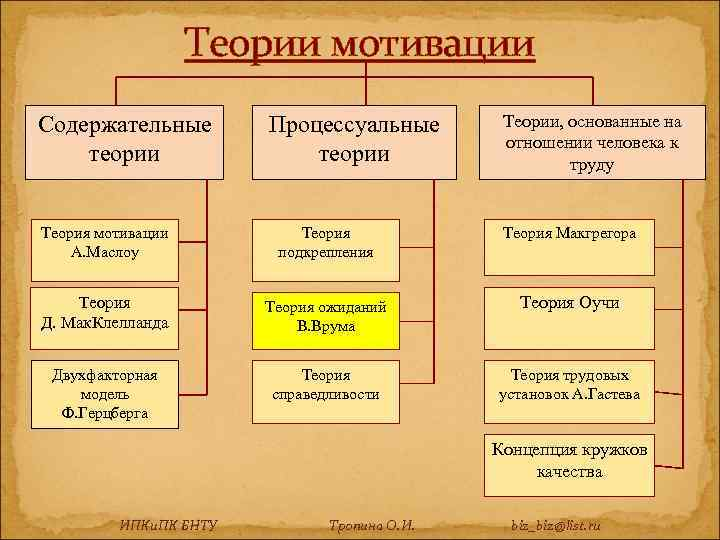 Теории мотивации
Содержательные
теории
Процессуальные
теории
Теории, основанные на
отношении человека к
труду
Теория мотивации
А.Маслоу
Теория
подкрепления
Теория Макгрегора
Теория
Д. МакКлелланда
Теория ожиданий
В.Врума
Теория Оучи
Двухфакторная
модель
Ф.Герцберга
Теория
справедливости
Теория трудовых
установок А.Гастева
Концепция кружков
качества
ИПКиПК БНТУ
Тропина О.И.
blz_blz@list.ru